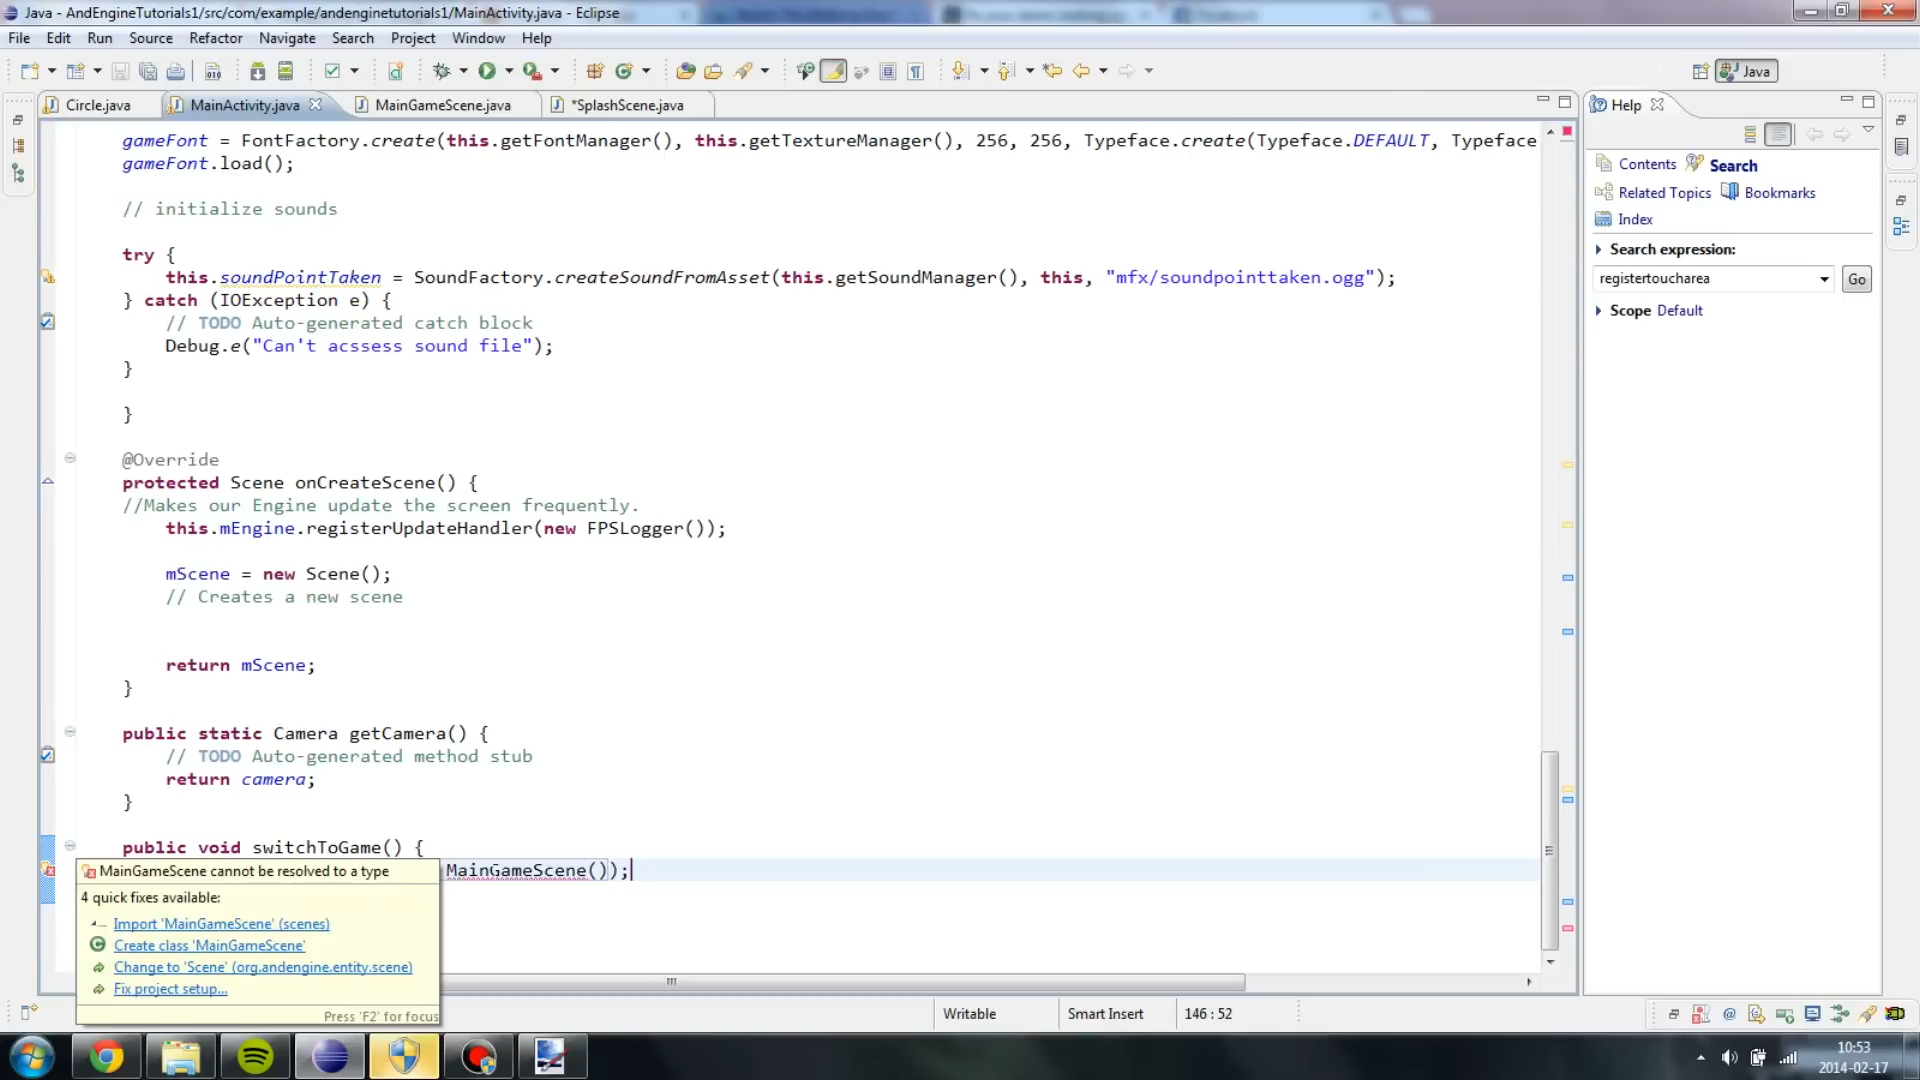 Java - AndEngineTutorials1/src/com/example/andenginetutorials1/MainActivity.java - Eclipse
File Edit Run Source Refactor Navigate Search Project Window Help
Java
Circle.java MainActivity.java MainGameScene.java *SplashScene.java
gameFont = FontFactory.create(this.getFontManager(), this.getTextureManager(), 256, 256, Typeface.create(Typeface.DEFAULT, Typeface
gameFont.load();
// initialize sounds
try {
this.soundPointTaken = SoundFactory.createSoundFromAsset(this.getSoundManager(), this, "mfx/soundpointtaken.ogg");
} catch (IOException e) {
// TODO Auto-generated catch block
Debug.e("Can't acssess sound file");
}
}
@Override
protected Scene onCreateScene() {
//Makes our Engine update the screen frequently.
this.mEngine.registerUpdateHandler(new FPSLogger());
mScene = new Scene();
// Creates a new scene
return mScene;
}
public static Camera getCamera() {
// TODO Auto-generated method stub
return camera;
}
public void switchToGame() {
MainGameScene());
MainGameScene cannot be resolved to a type
4 quick fixes available:
Import 'MainGameScene' (scenes)
Create class 'MainGameScene'
Change to 'Scene' (org.andengine.entity.scene)
Fix project setup...
Press 'F2' for focus
Help
Contents Search
Related Topics Bookmarks
Index
Search expression:
registertoucharea Go
Scope Default
Writable Smart Insert 146 : 52
10:53
2014-02-17